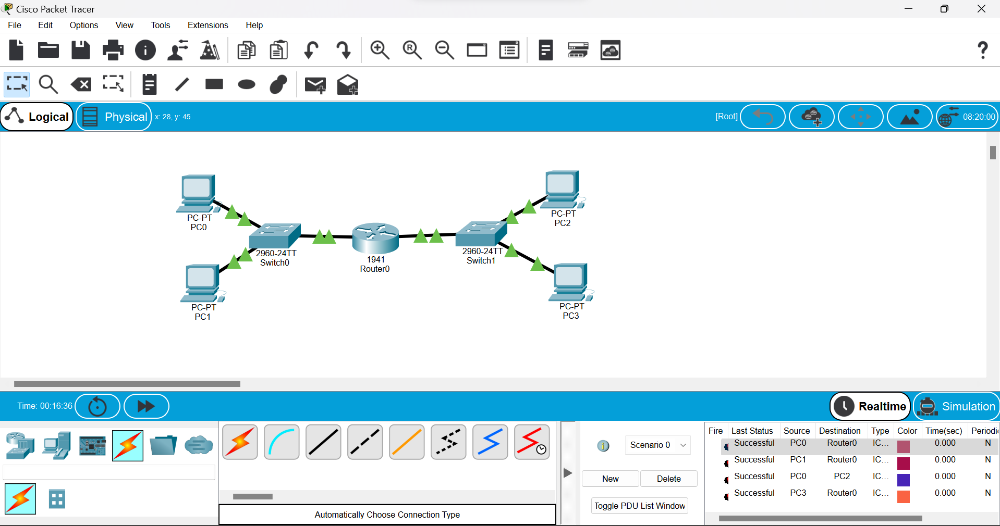 Cisco Packet Tracer
File Edit Options View Tools Extensions Help
Logical Physical x: 28, y: 45 [Root] 08:20:00
PC-PT
PC0
PC-PT
PC2
2960-24TT
Switch0
1941
Router0
2960-24TT
Switch1
PC-PT
PC1
PC-PT
PC3
Time: 00:16:36 Realtime Simulation
Scenario 0
New Delete
Toggle PDU List Window
Automatically Choose Connection Type
Fire Last Status Source Destination Type Color Time(sec) Periodic
Successful PC0 Router0 IC... 0.000 N
Successful PC1 Router0 IC... 0.000 N
Successful PC0 PC2 IC... 0.000 N
Successful PC3 Router0 IC... 0.000 N